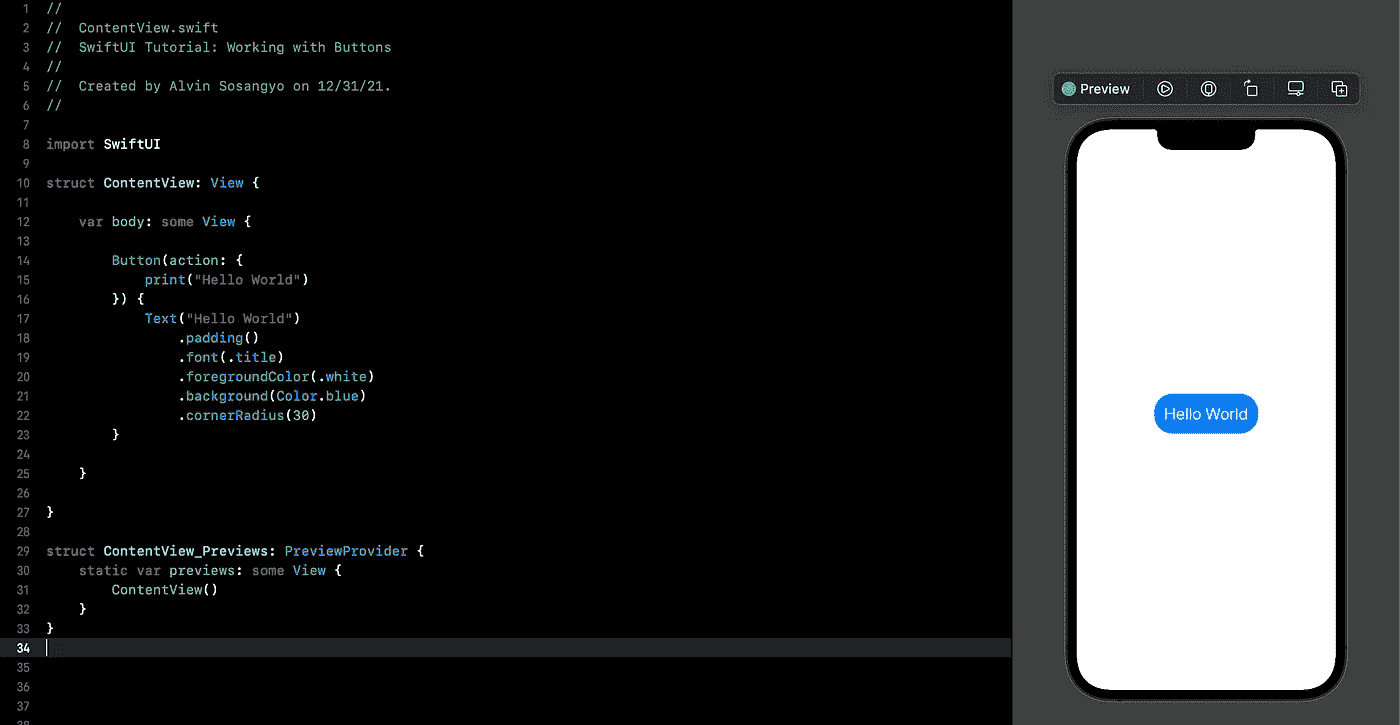 1 //
2 //  ContentView.swift
3 //  SwiftUI Tutorial: Working with Buttons
4 //
5 //  Created by Alvin Sosangyo on 12/31/21.
6 //
7
8 import SwiftUI
9
10 struct ContentView: View {
11
12     var body: some View {
13
14         Button(action: {
15             print("Hello World")
16         }) {
17             Text("Hello World")
18                 .padding()
19                 .font(.title)
20                 .foregroundColor(.white)
21                 .background(Color.blue)
22                 .cornerRadius(30)
23         }
24
25     }
26
27 }
28
29 struct ContentView_Previews: PreviewProvider {
30     static var previews: some View {
31         ContentView()
32     }
33 }
34
35
36
37
38
Preview
Hello World